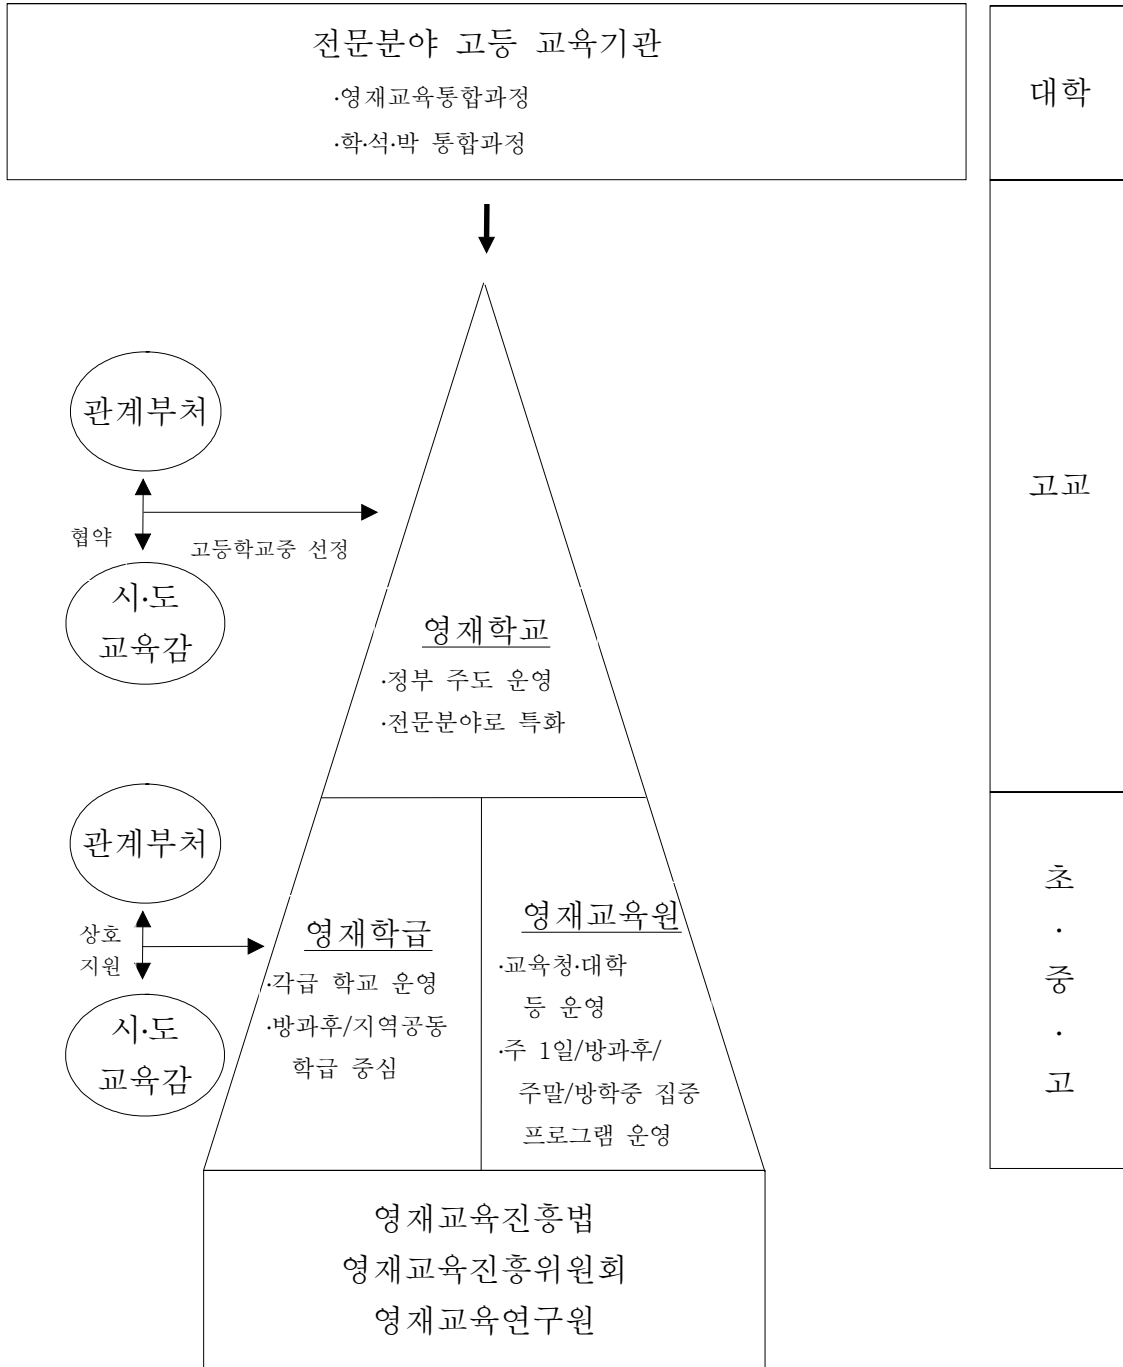 전문분야 고등 교육기관
·영재교육통합과정
·학·석·박 통합과정
대학
관계부처
협약
고등학교중 선정
시·도
교육감
고교
영재학교
·정부 주도 운영
·전문분야로 특화
관계부처
상호
지원
시·도
교육감
영재학급
·각급 학교 운영
·방과후/지역공동
학급 중심
영재교육원
·교육청·대학
등 운영
·주 1일/방과후/
주말/방학중 집중
프로그램 운영
초
·
중
·
고
영재교육진흥법
영재교육진흥위원회
영재교육연구원